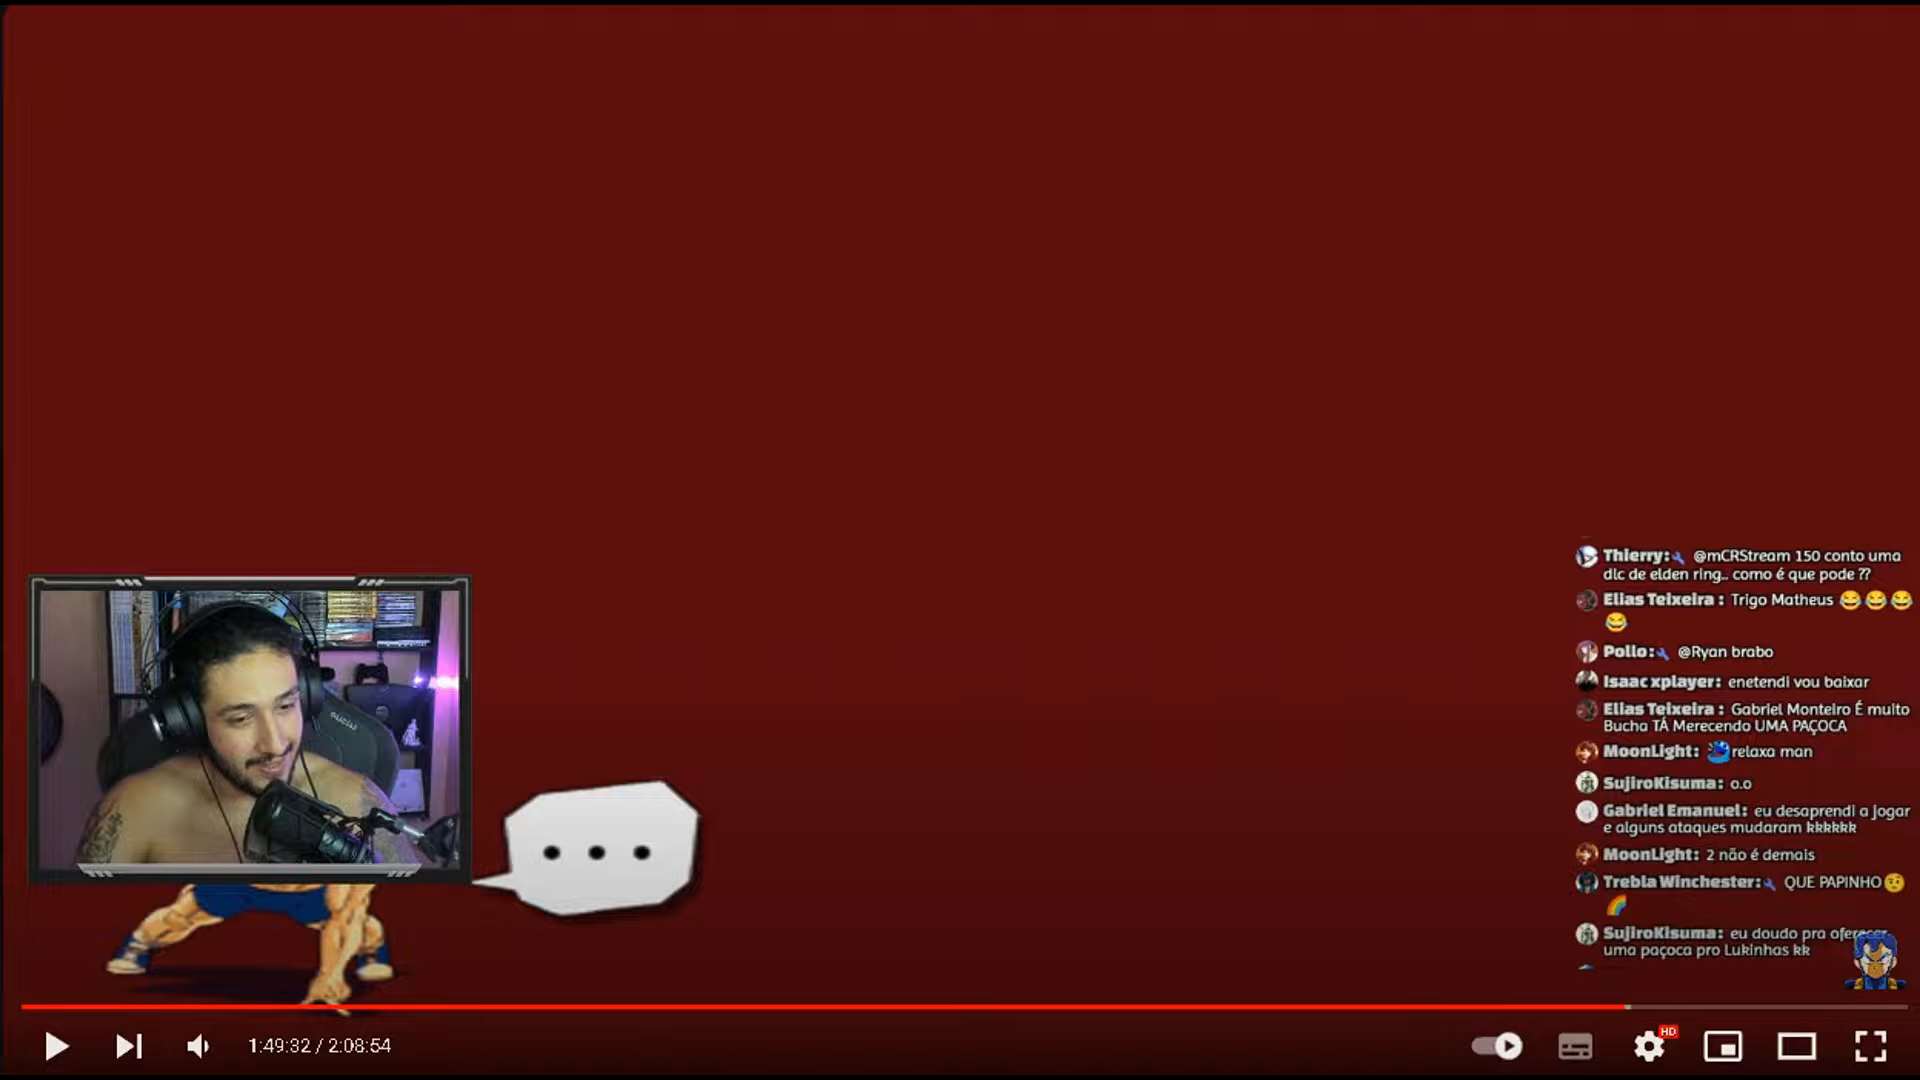 Thierry: @mCRStream 150 conto uma
dlc de elden ring.. como é que pode ??
Elias Teixeira : Trigo Matheus 😂😂😂
😂
Pollo: @Ryan brabo
Isaac xplayer: enetendi vou baixar
Elias Teixeira : Gabriel Monteiro É muito
Bucha TÁ Merecendo UMA PAÇOCA
MoonLight: relaxa man
SujiroKisuma: o.o
Gabriel Emanuel: eu desaprendi a jogar
e alguns ataques mudaram kkkkkk
MoonLight: 2 não é demais
Trebla Winchester: QUE PAPINHO🤨
🌈
SujiroKisuma: eu doudo pra oferecer
uma paçoca pro Lukinhas kk
1:49:32 / 2:08:54
HD